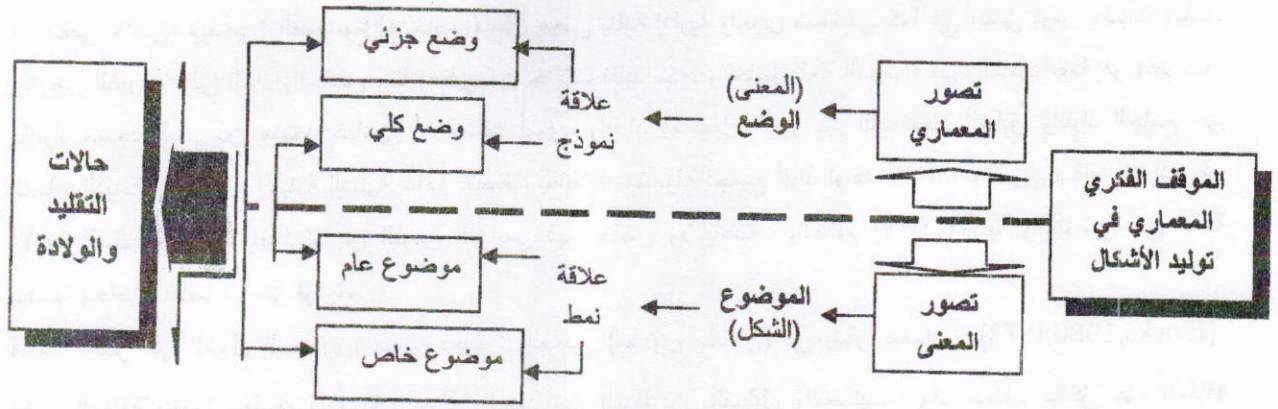 الموقف الفكري
المعماري في
توليد الأشكال
تصور
المعماري
(المعنى)
الوضع
علاقة
نموذج
وضع جزئي
وضع كلي
تصور
المعنى
الموضوع
(الشكل)
علاقة
نمط
موضوع عام
موضوع خاص
حالات
التقليد
والولادة